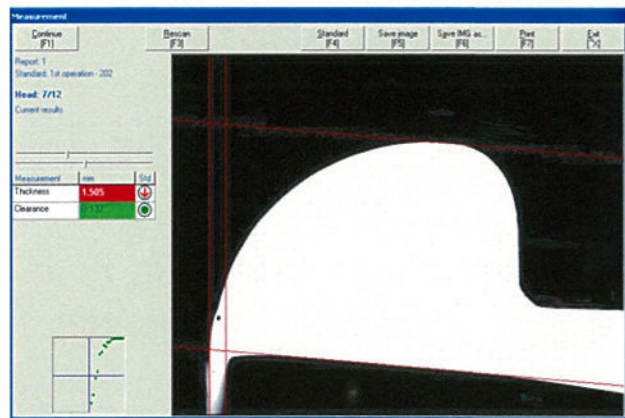 Measurement
Continue [F1]
Rescan [F3]
Standard [F4]
Save image [F5]
Save IMG as... [F6]
Print [F7]
Exit
Report: 1
Standard: 1st operation - 202
Head: 7/12
Current results
Measurement mm Std
Thickness 1.505
Clearance